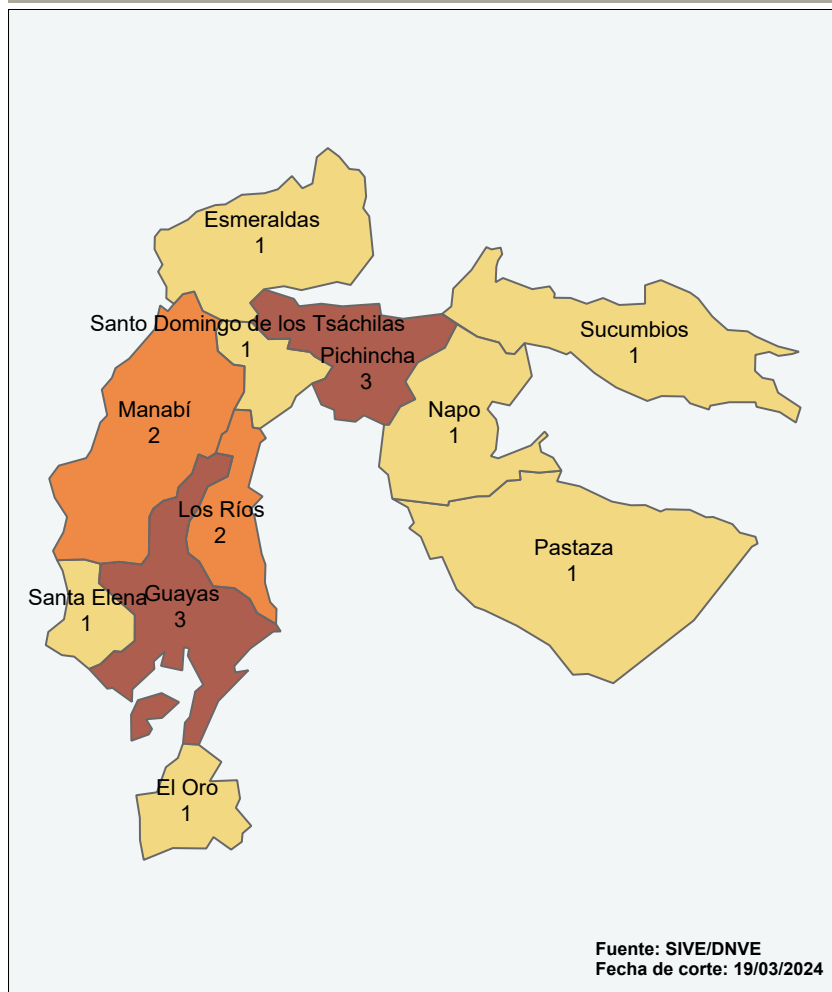 Esmeraldas
1
Santo Domingo de los Tsáchilas
1
Pichincha
3
Sucumbios
1
Manabí
2
Napo
1
Los Ríos
2
Pastaza
1
Santa Elena
1
Guayas
3
El Oro
1
Fuente: SIVE/DNVE
Fecha de corte: 19/03/2024